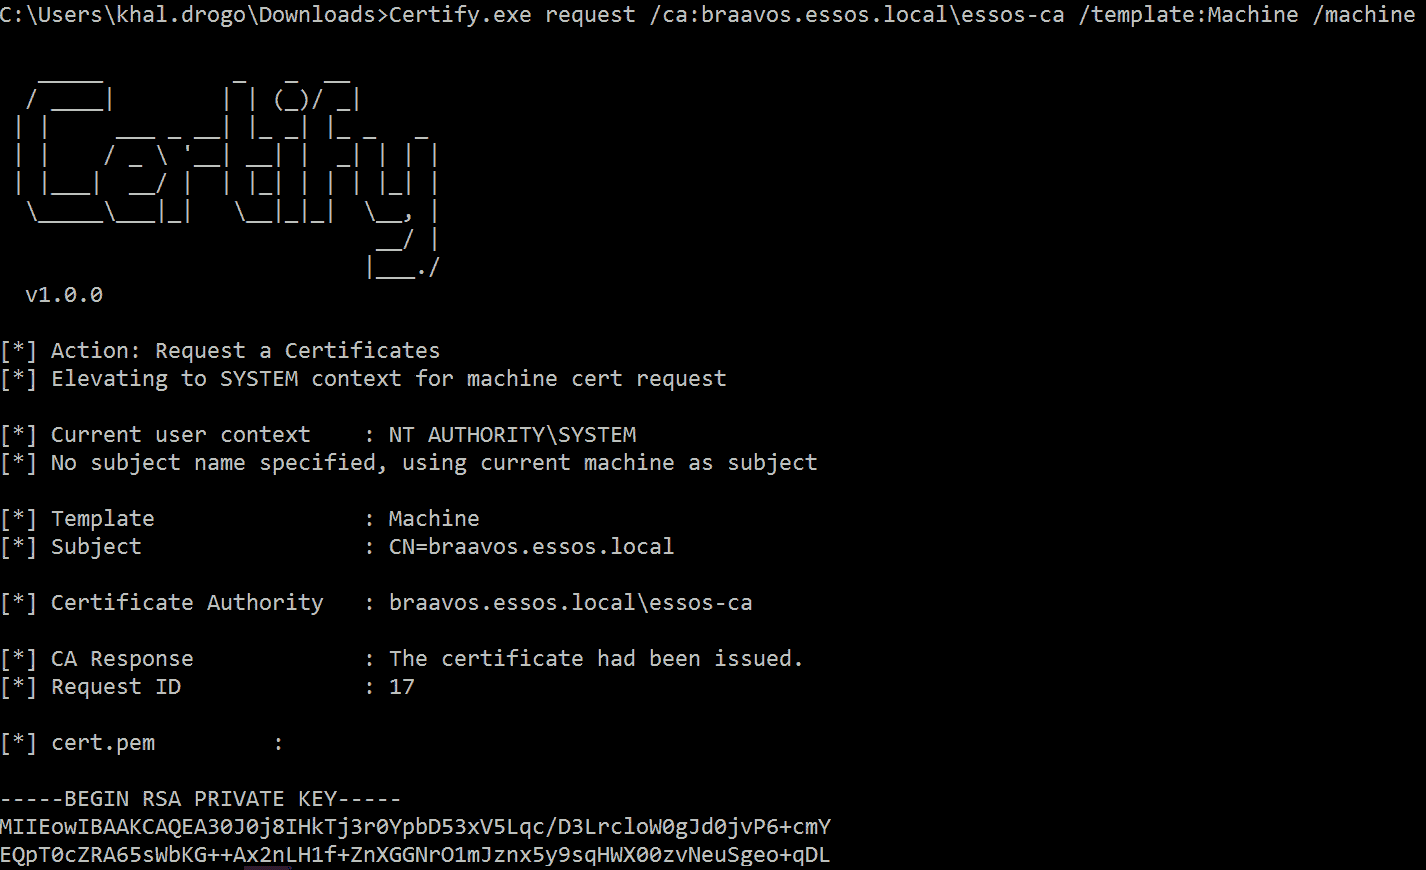 C:\Users\khal.drogo\Downloads>Certify.exe request /ca:braavos.essos.local\essos-ca /template:Machine /machine
v1.0.0
[*] Action: Request a Certificates
[*] Elevating to SYSTEM context for machine cert request
[*] Current user context    : NT AUTHORITY\SYSTEM
[*] No subject name specified, using current machine as subject
[*] Template                : Machine
[*] Subject                 : CN=braavos.essos.local
[*] Certificate Authority   : braavos.essos.local\essos-ca
[*] CA Response             : The certificate had been issued.
[*] Request ID              : 17
[*] cert.pem         :
-----BEGIN RSA PRIVATE KEY-----
MIIEowIBAAKCAQEA30J0j8IHkTj3r0YpbD53xV5Lqc/D3LrcloW0gJd0jvP6+cmY
EQpT0cZRA65sWbKG++Ax2nLH1f+ZnXGGNrO1mJznx5y9sqHWX00zvNeuSgeo+qDL